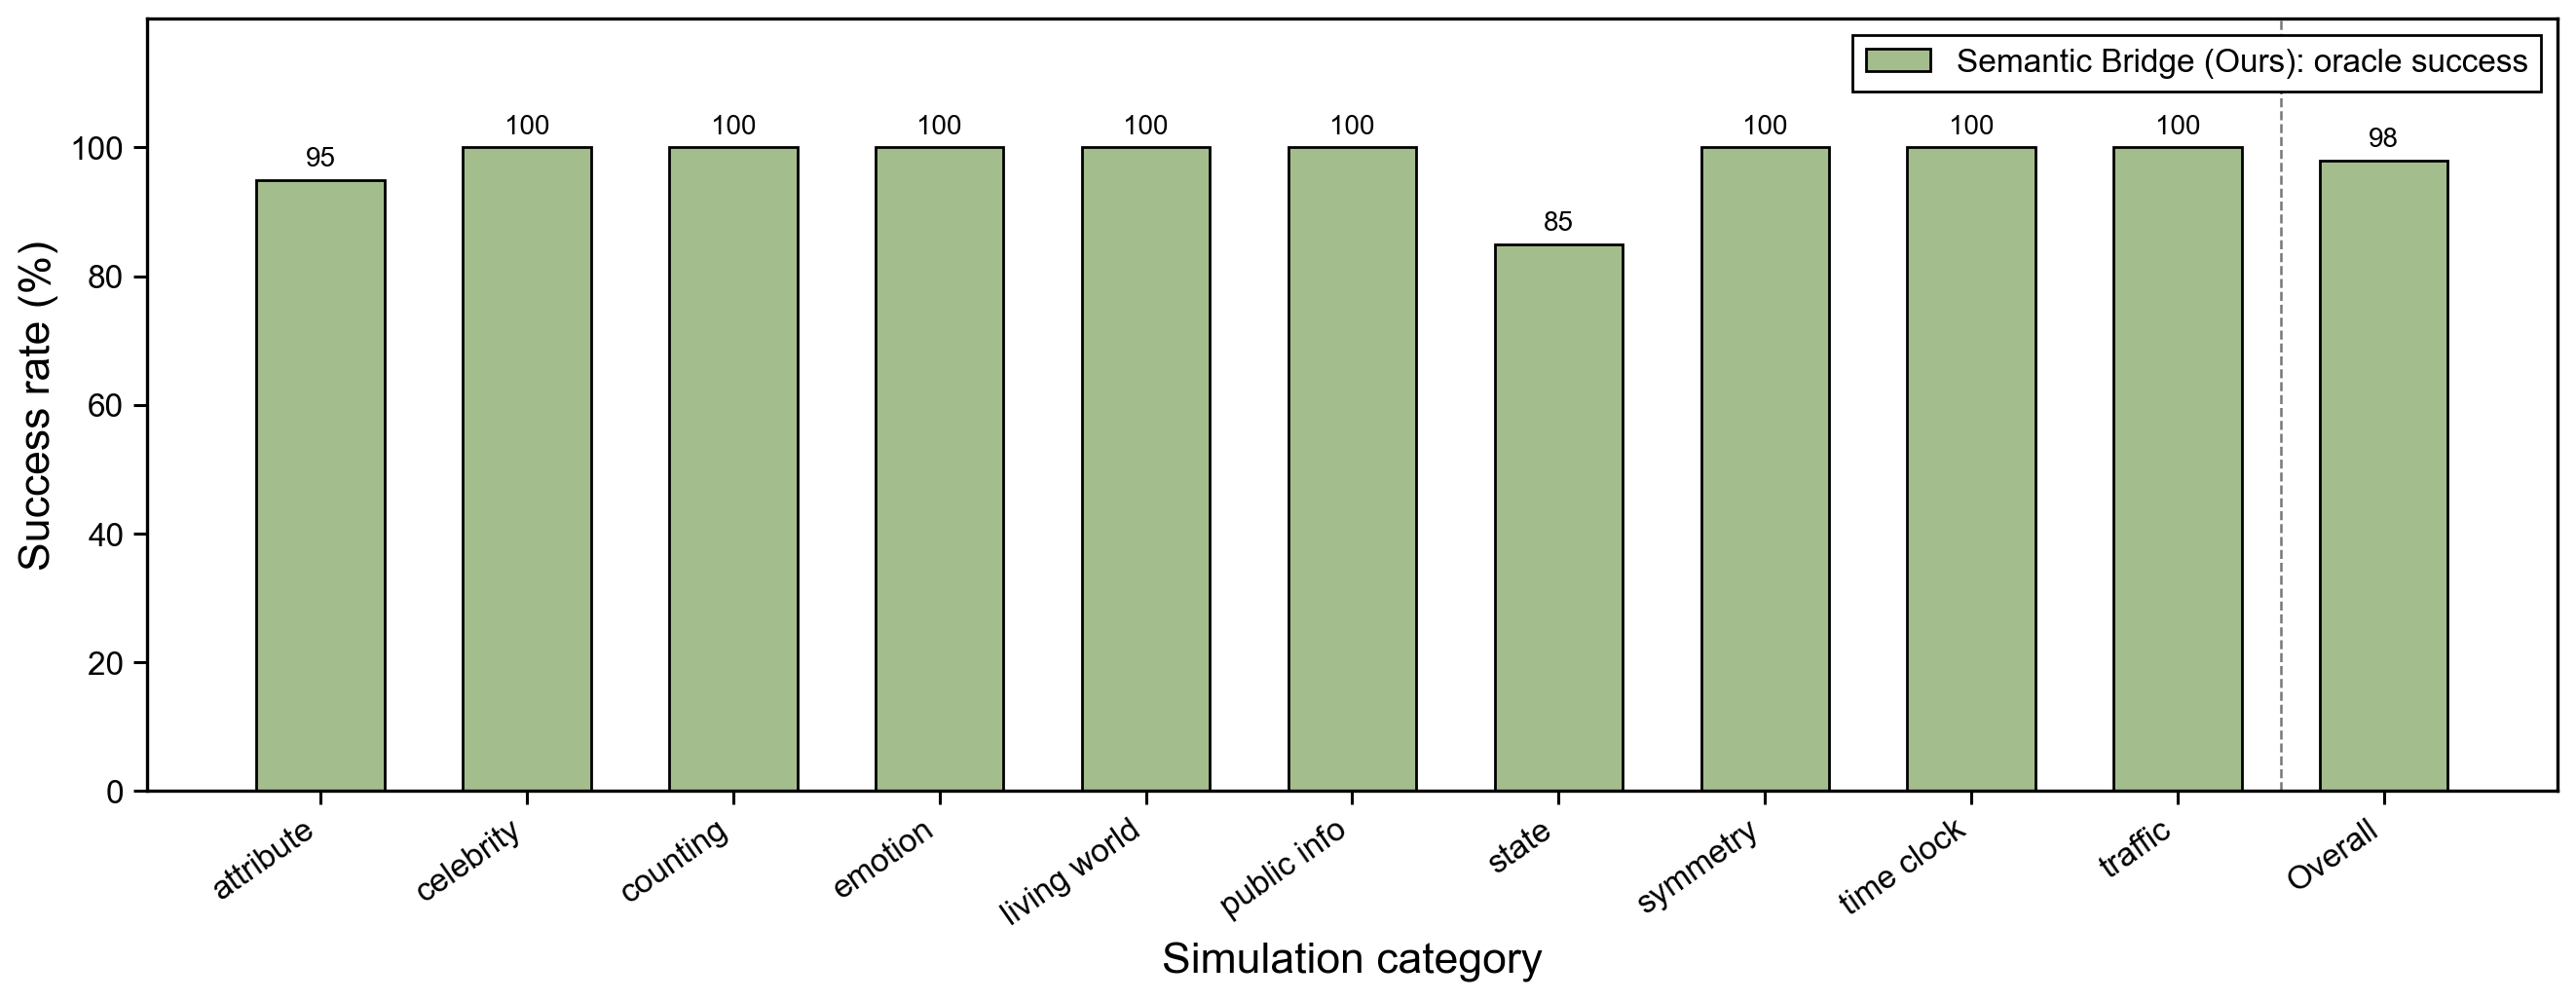 Semantic Bridge (Ours): oracle success
Success rate (%)
100
80
60
40
20
0
95
100
100
100
100
100
85
100
100
100
98
attribute
celebrity
counting
emotion
living world
public info
state
symmetry
time clock
traffic
Overall
Simulation category